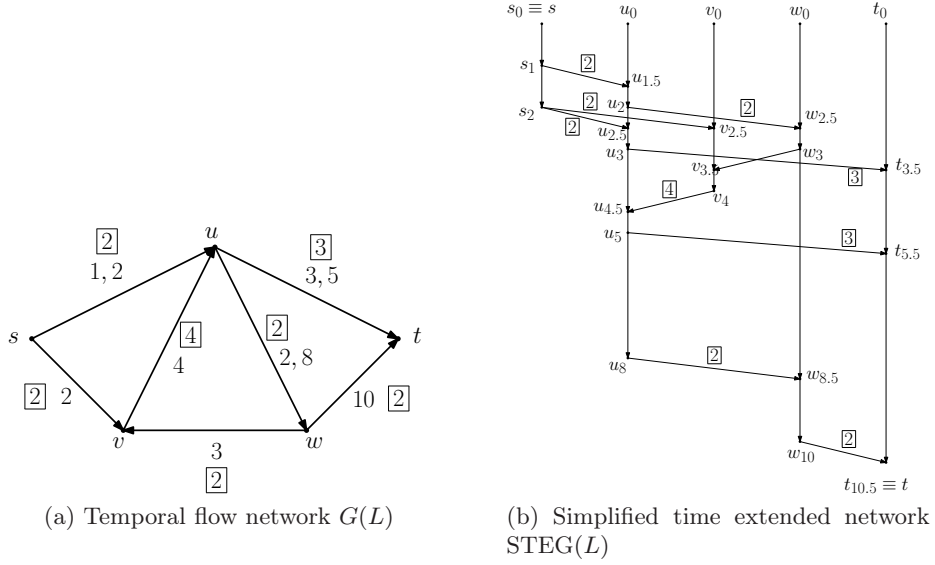 u
2
1, 2
3
3, 5
s
4
4
2
2, 8
t
2 2
10 2
v
3
w
2
(a) Temporal flow network G(L)
s₀ ≡ s
u₀
v₀
w₀
t₀
s₁
2
u₁.₅
s₂
2
2
u₂
2
w₂.₅
u₂.₅
v₂.₅
u₃
w₃
v₃.₅
3
t₃.₅
4
v₄
u₄.₅
u₅
3
t₅.₅
u₈
2
w₈.₅
w₁₀
2
t₁₀.₅ ≡ t
(b) Simplified time extended network
STEG(L)